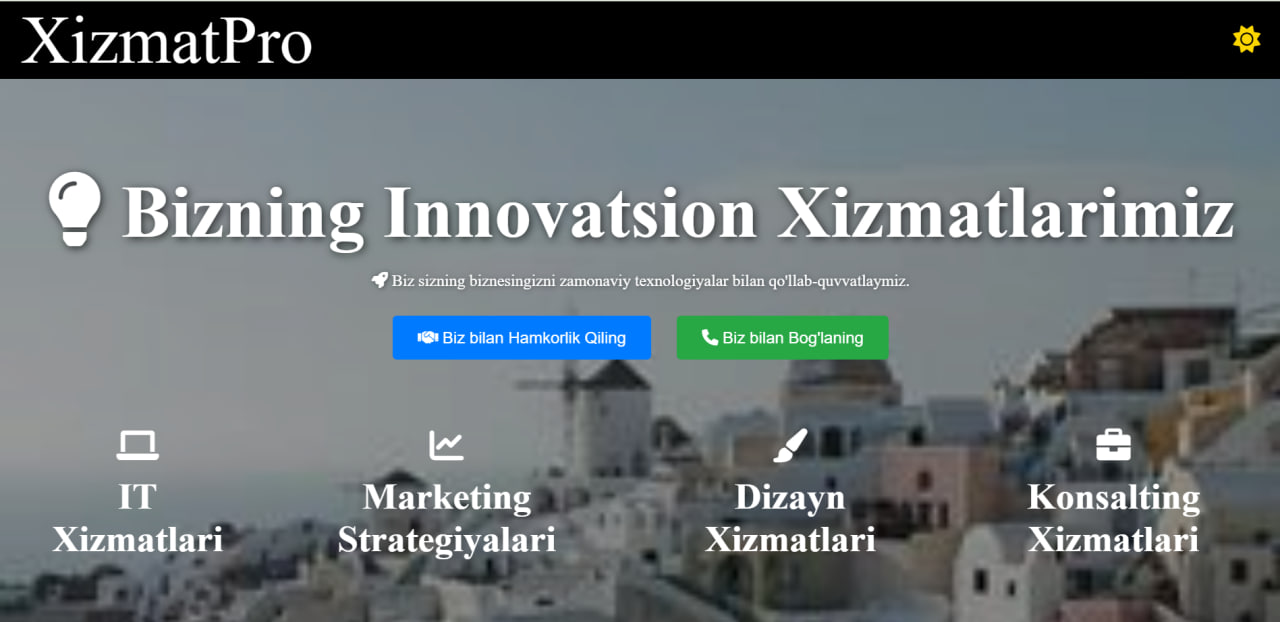 XizmatPro
Bizning Innovatsion Xizmatlarimiz
Biz sizning biznesingizni zamonaviy texnologiyalar bilan qo'llab-quvvatlaymiz.
Biz bilan Hamkorlik Qiling
Biz bilan Bog'laning
IT
Xizmatlari
Marketing
Strategiyalari
Dizayn
Xizmatlari
Konsalting
Xizmatlari